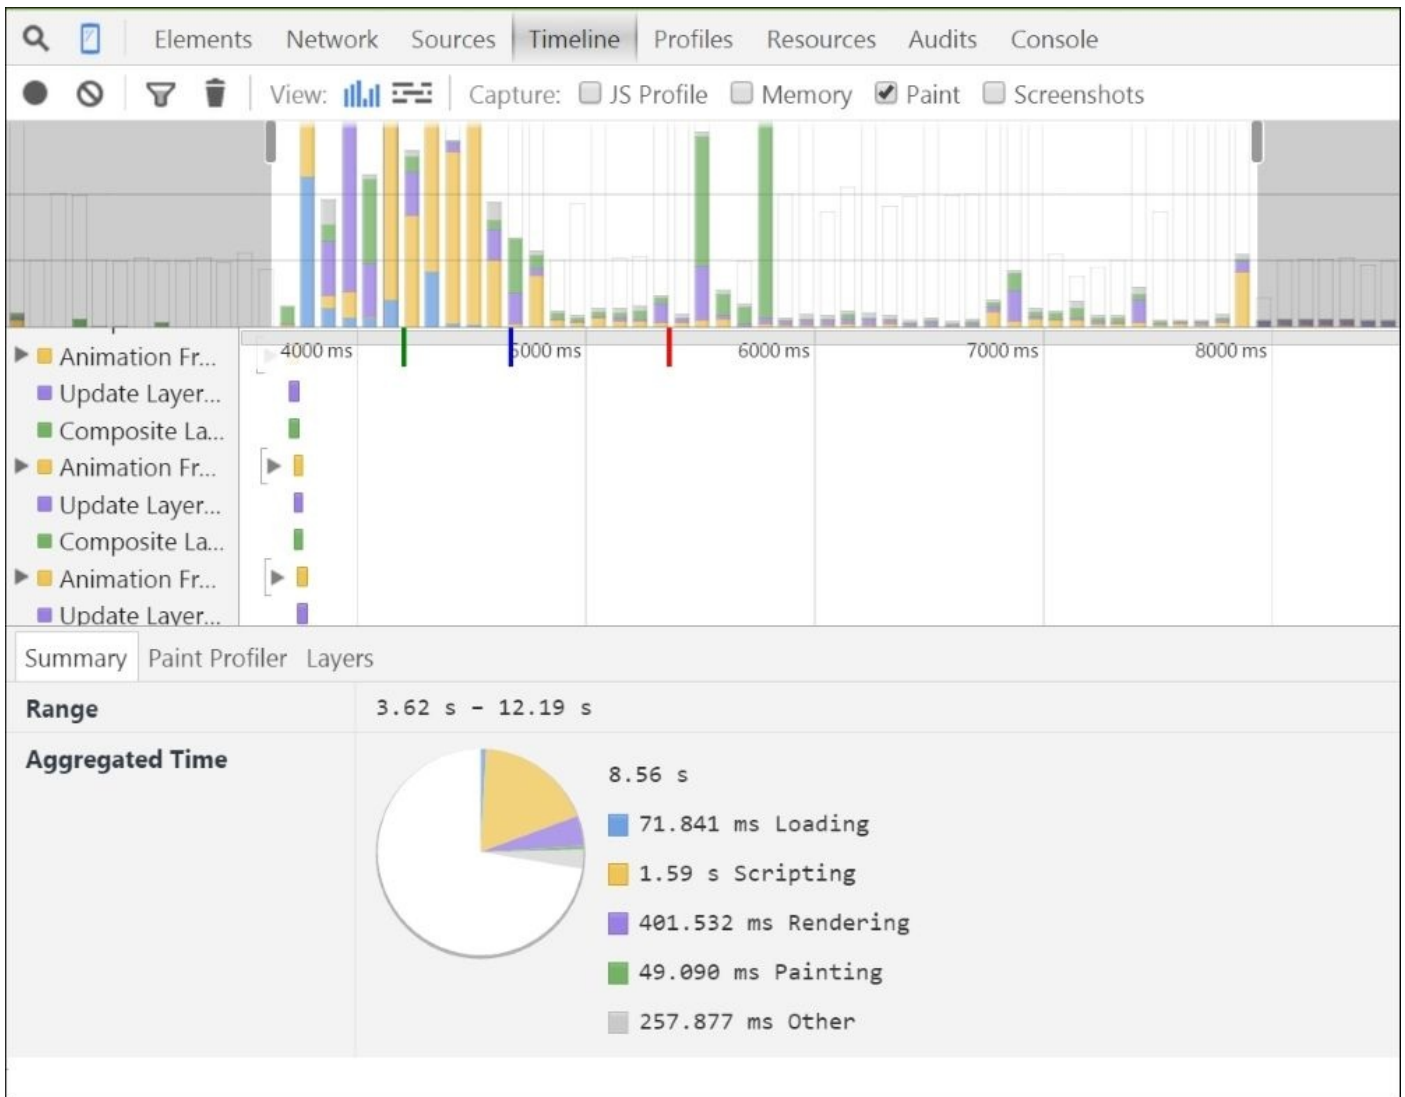 Elements Network Sources Timeline Profiles Resources Audits Console
View: Capture: JS Profile Memory Paint Screenshots
4000 ms 5000 ms 6000 ms 7000 ms 8000 ms
Animation Fr...
Update Layer...
Composite La...
Animation Fr...
Update Layer...
Composite La...
Animation Fr...
Update Layer...
Summary Paint Profiler Layers
Range 3.62 s – 12.19 s
Aggregated Time
8.56 s
71.841 ms Loading
1.59 s Scripting
401.532 ms Rendering
49.090 ms Painting
257.877 ms Other